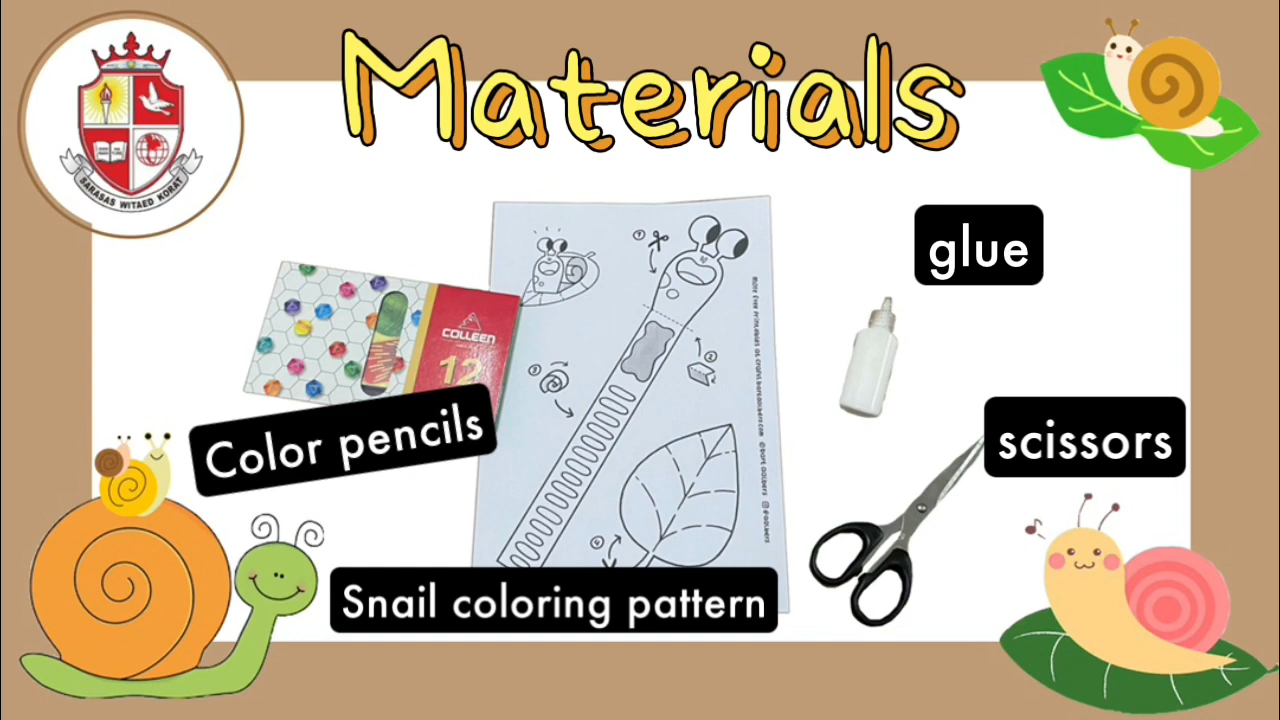 Materials
SARASAS WITAED KORAT
glue
COLLEEN
12
scissors
Color pencils
Snail coloring pattern